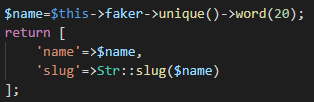 $name=$this->faker->unique()->word(20);
return [
'name'=>$name,
'slug'=>Str::slug($name)
];